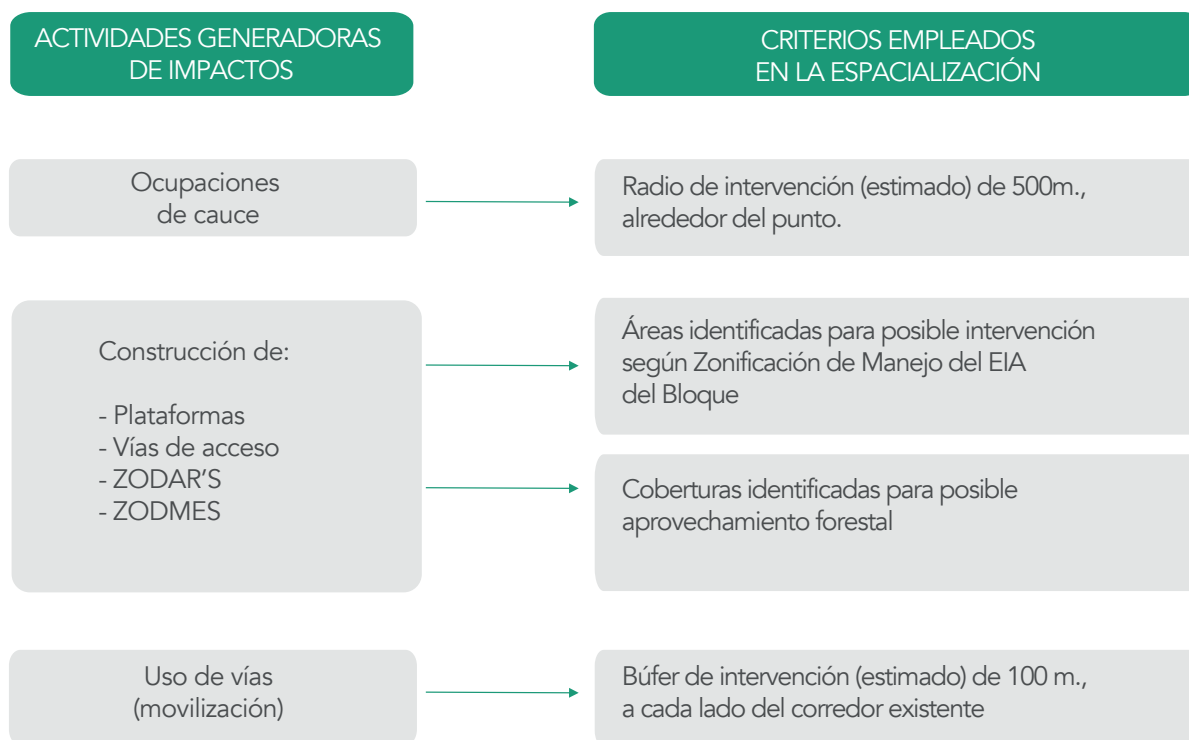 ACTIVIDADES GENERADORAS
DE IMPACTOS
CRITERIOS EMPLEADOS
EN LA ESPACIALIZACIÓN
Ocupaciones
de cauce
Radio de intervención (estimado) de 500m.,
alrededor del punto.
Construcción de:
- Plataformas
- Vías de acceso
- ZODAR’S
- ZODMES
Áreas identificadas para posible intervención
según Zonificación de Manejo del EIA
del Bloque
Coberturas identificadas para posible
aprovechamiento forestal
Uso de vías
(movilización)
Búfer de intervención (estimado) de 100 m.,
a cada lado del corredor existente